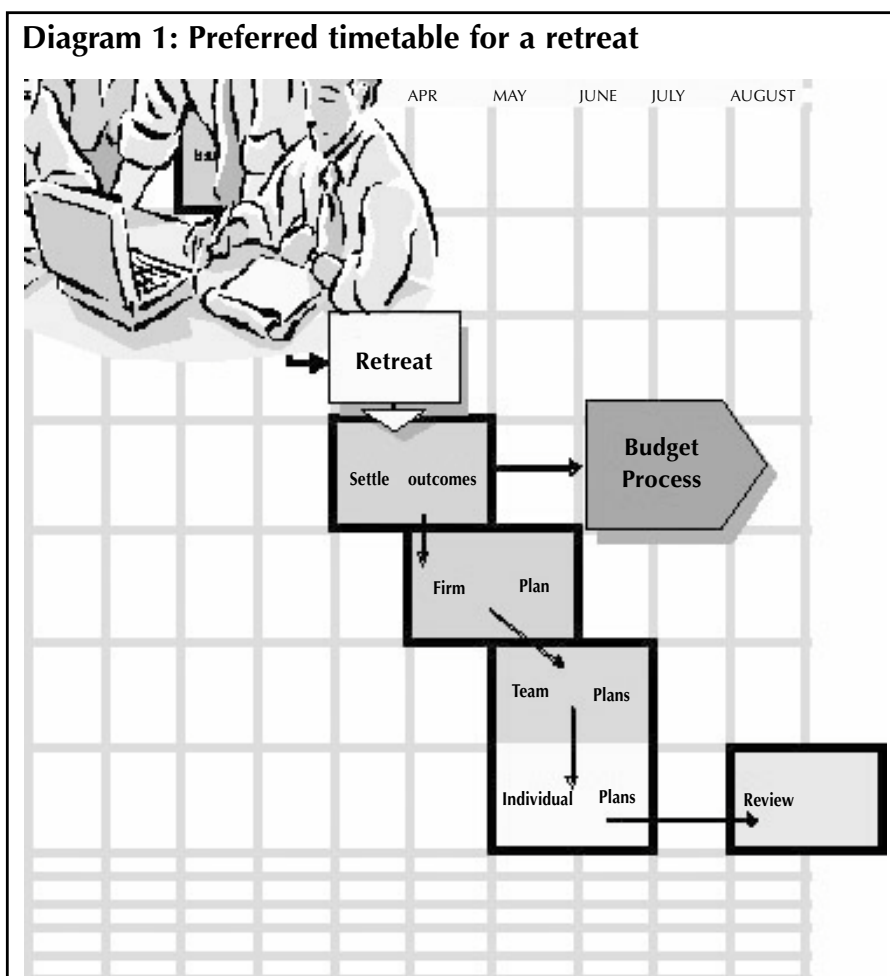 Diagram 1: Preferred timetable for a retreat
APR MAY JUNE JULY AUGUST
Retreat
Budget
Process
Settle outcomes
Firm Plan
Team Plans
Individual Plans
Review